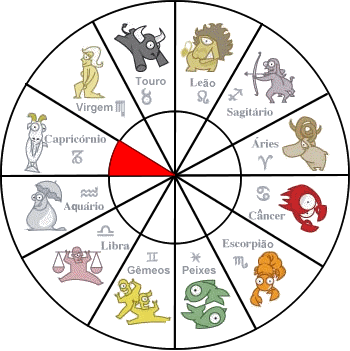 Touro ♉
Leão ♌
Sagitário ♐
Áries ♈
Câncer ♋
Escorpião ♏
Peixes ♓
Gêmeos ♊
Libra ♎
Aquário ♒
Capricórnio ♑
Virgem ♍